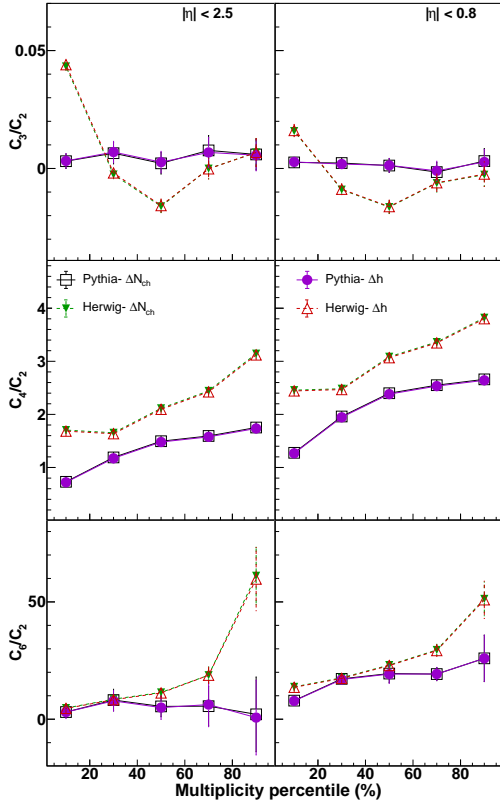 |η| < 2.5
|η| < 0.8
0.05
0
C3/C2
Pythia- ΔNch
Herwig- ΔNch
Pythia- Δh
Herwig- Δh
4
3
2
1
C4/C2
50
0
C6/C2
20 40 60 80
20 40 60 80
Multiplicity percentile (%)